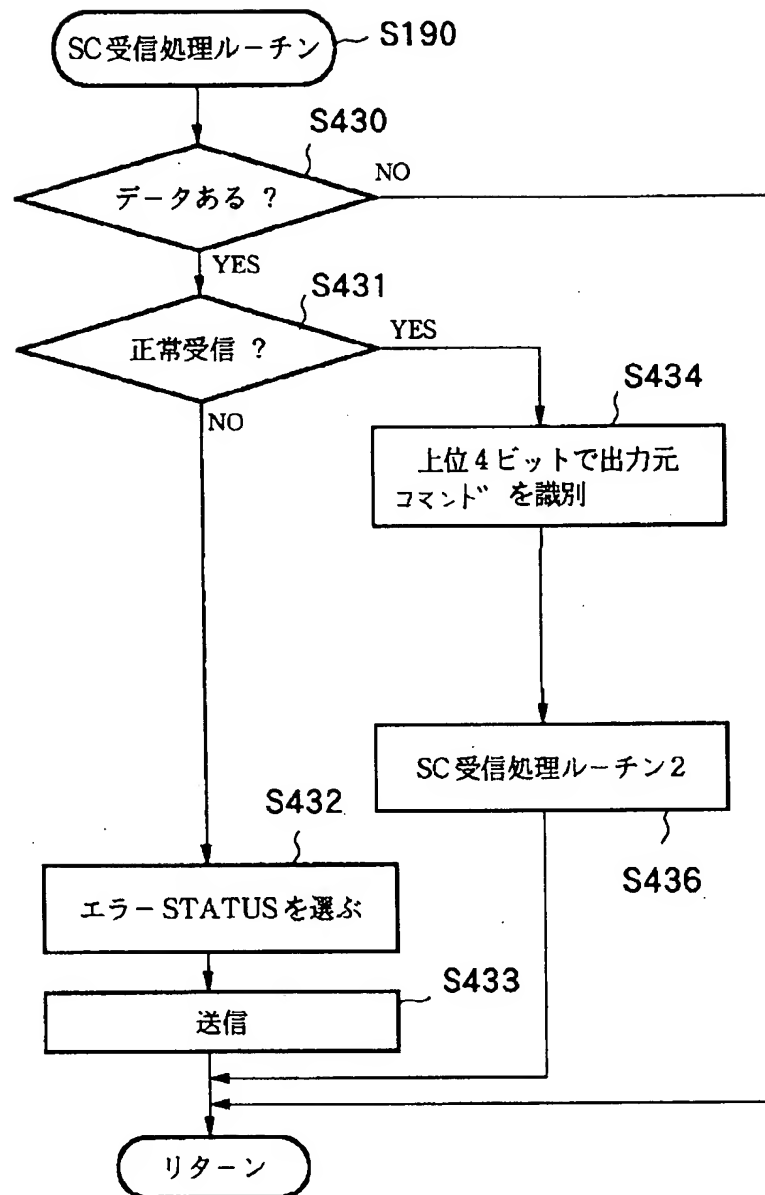 SC受信処理ルーチン
S190
S430
データある ?
NO
YES
S431
正常受信 ?
YES
NO
S434
上位4ビットで出力元
コマンド を識別
SC受信処理ルーチン2
S436
S432
エラーSTATUSを選ぶ
S433
送信
リターン